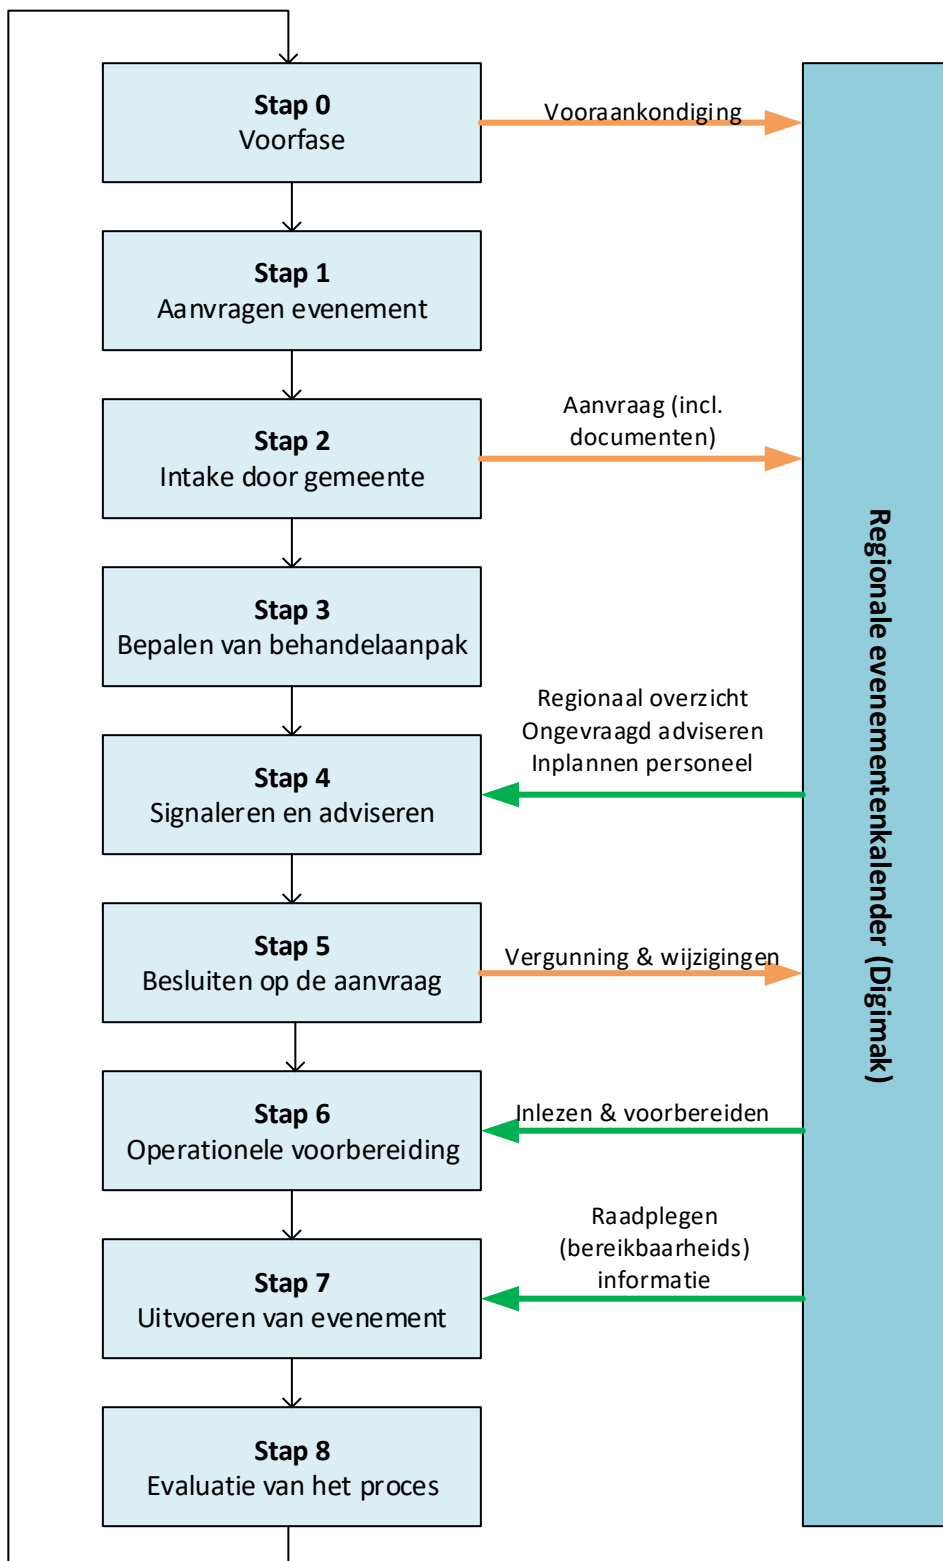 Stap 0
Voorfase
Vooraankondiging
Stap 1
Aanvragen evenement
Stap 2
Intake door gemeente
Aanvraag (incl.
documenten)
Stap 3
Bepalen van behandelaanpak
Stap 4
Signaleren en adviseren
Regionaal overzicht
Ongevraagd adviseren
Inplannen personeel
Stap 5
Besluiten op de aanvraag
Vergunning & wijzigingen
Stap 6
Operationele voorbereiding
Inlezen & voorbereiden
Stap 7
Uitvoeren van evenement
Raadplegen
(bereikbaarheids)
informatie
Stap 8
Evaluatie van het proces
Regionale evenementenkalender (Digimak)